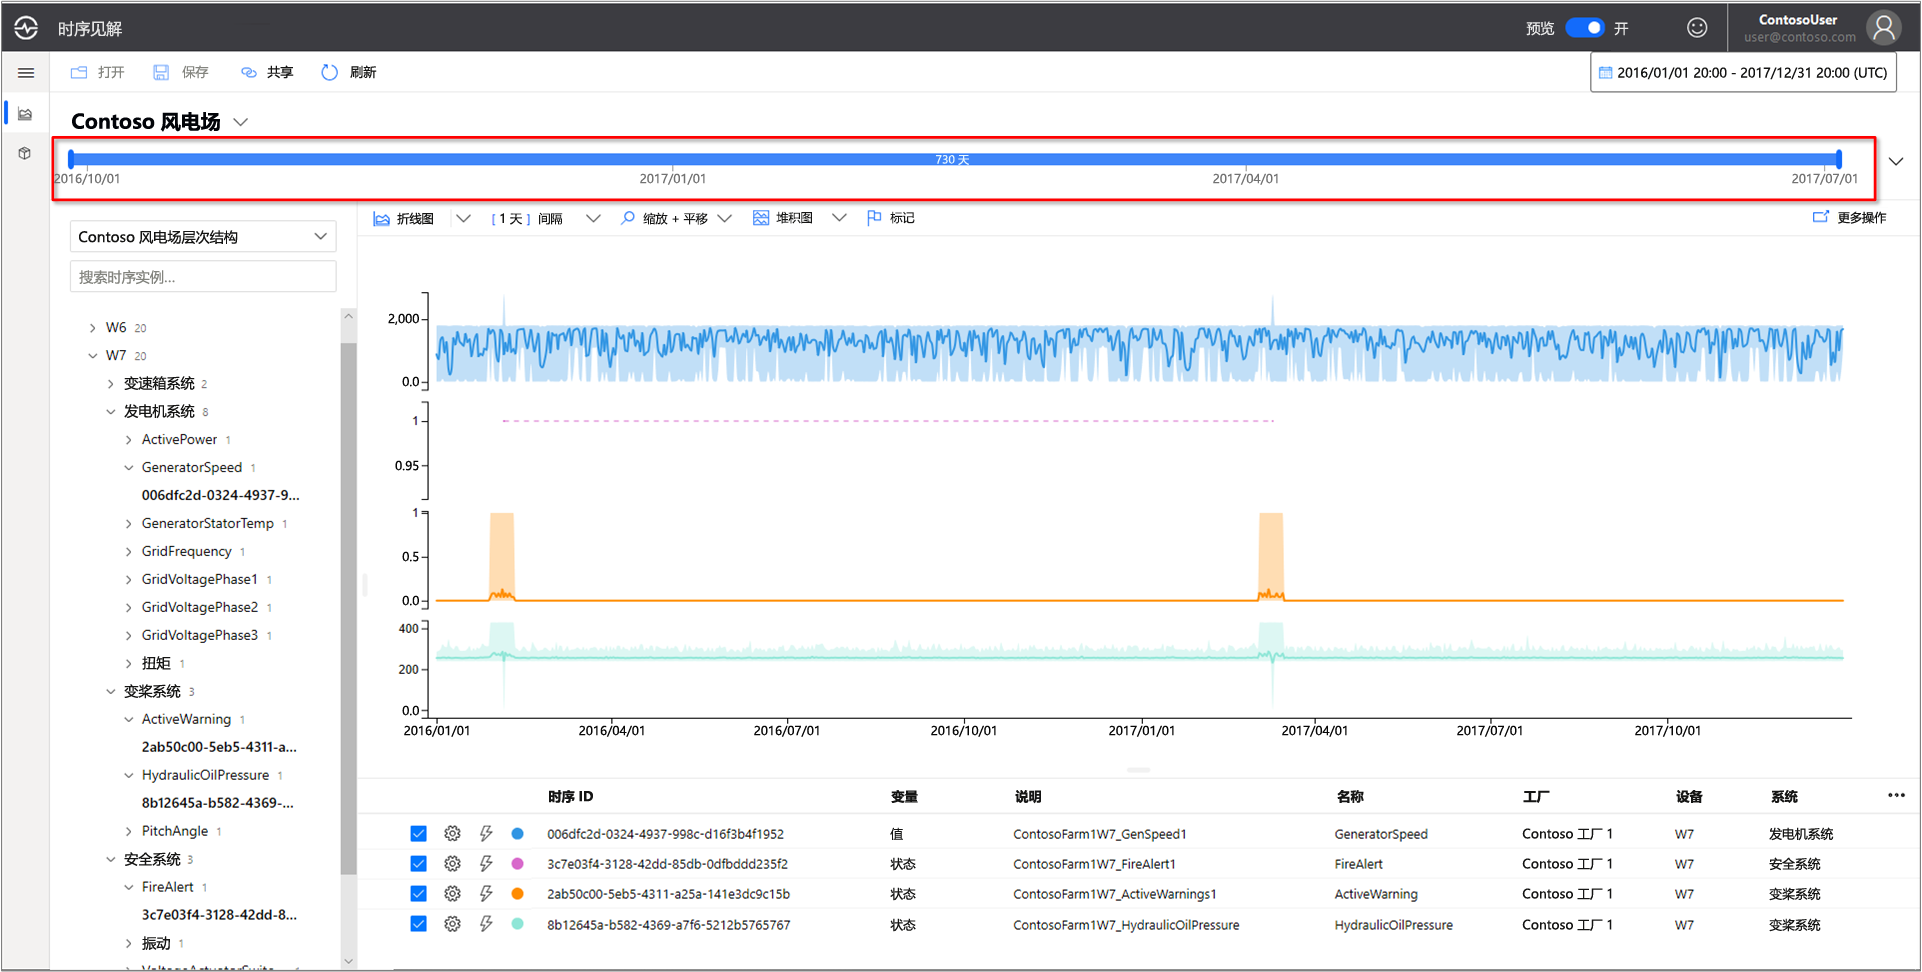 时序见解
预览 开
ContosoUser
user@contoso.com
打开 保存 共享 刷新
2016/01/01 20:00 - 2017/12/31 20:00 (UTC)
Contoso 风电场
730 天
2016/10/01 2017/01/01 2017/04/01 2017/07/01
折线图 [ 1 天 ] 间隔 缩放 + 平移 堆积图 标记 更多操作
Contoso 风电场层次结构
搜索时序实例...
W6 20
W7 20
变速箱系统 2
发电机系统 8
ActivePower 1
GeneratorSpeed 1
006dfc2d-0324-4937-9...
GeneratorStatorTemp 1
GridFrequency 1
GridVoltagePhase1 1
GridVoltagePhase2 1
GridVoltagePhase3 1
扭矩 1
变桨系统 3
ActiveWarning 1
2ab50c00-5eb5-4311-a...
HydraulicOilPressure 1
8b12645a-b582-4369-...
PitchAngle 1
安全系统 3
FireAlert 1
3c7e03f4-3128-42dd-8...
振动 1
2,000
0.0
1
0.95
1
0.5
0.0
400
200
0.0
2016/01/01 2016/04/01 2016/07/01 2016/10/01 2017/01/01 2017/04/01 2017/07/01 2017/10/01
时序 ID 变量 说明 名称 工厂 设备 系统 •••
006dfc2d-0324-4937-998c-d16f3b4f1952 值 ContosoFarm1W7_GenSpeed1 GeneratorSpeed Contoso 工厂 1 W7 发电机系统
3c7e03f4-3128-42dd-85db-0dfbddd235f2 状态 ContosoFarm1W7_FireAlert1 FireAlert Contoso 工厂 1 W7 安全系统
2ab50c00-5eb5-4311-a25a-141e3dc9c15b 状态 ContosoFarm1W7_ActiveWarnings1 ActiveWarning Contoso 工厂 1 W7 变桨系统
8b12645a-b582-4369-a7f6-5212b5765767 状态 ContosoFarm1W7_HydraulicOilPressure HydraulicOilPressure Contoso 工厂 1 W7 变桨系统